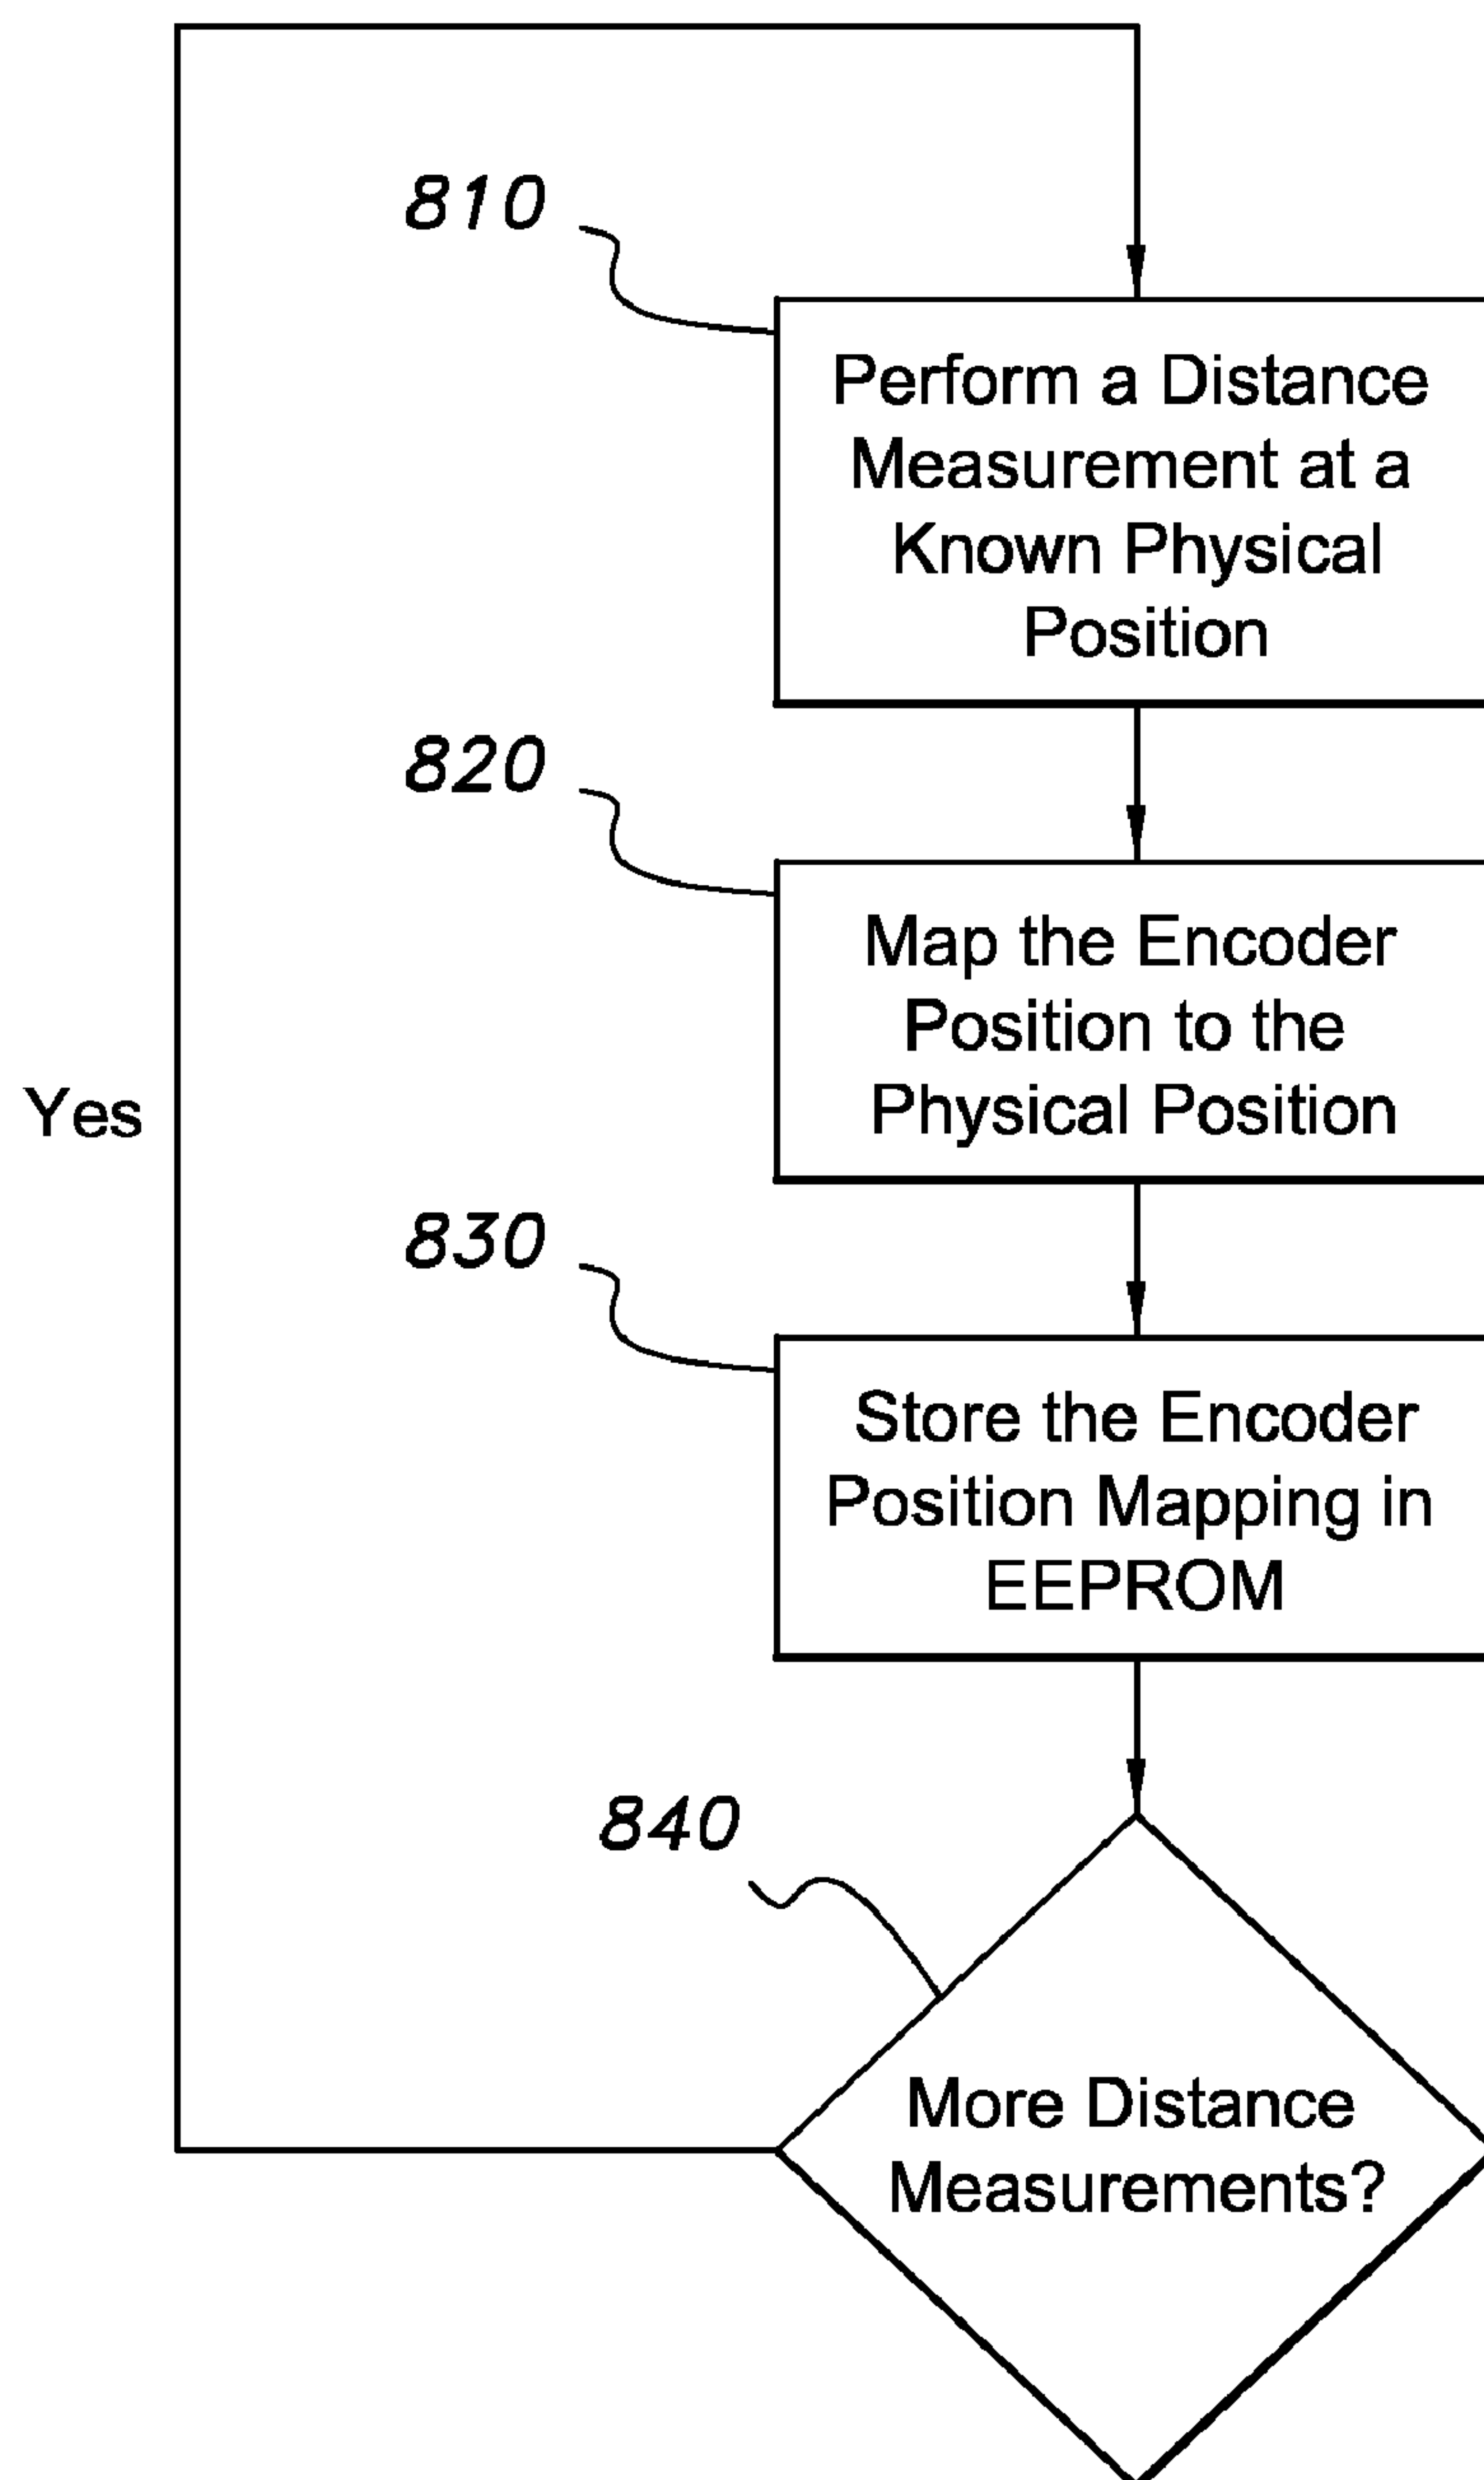 810
Perform a Distance
Measurement at a
Known Physical
Position
820
Map the Encoder
Position to the
Physical Position
Yes
830
Store the Encoder
Position Mapping in
EEPROM
840
More Distance
Measurements?